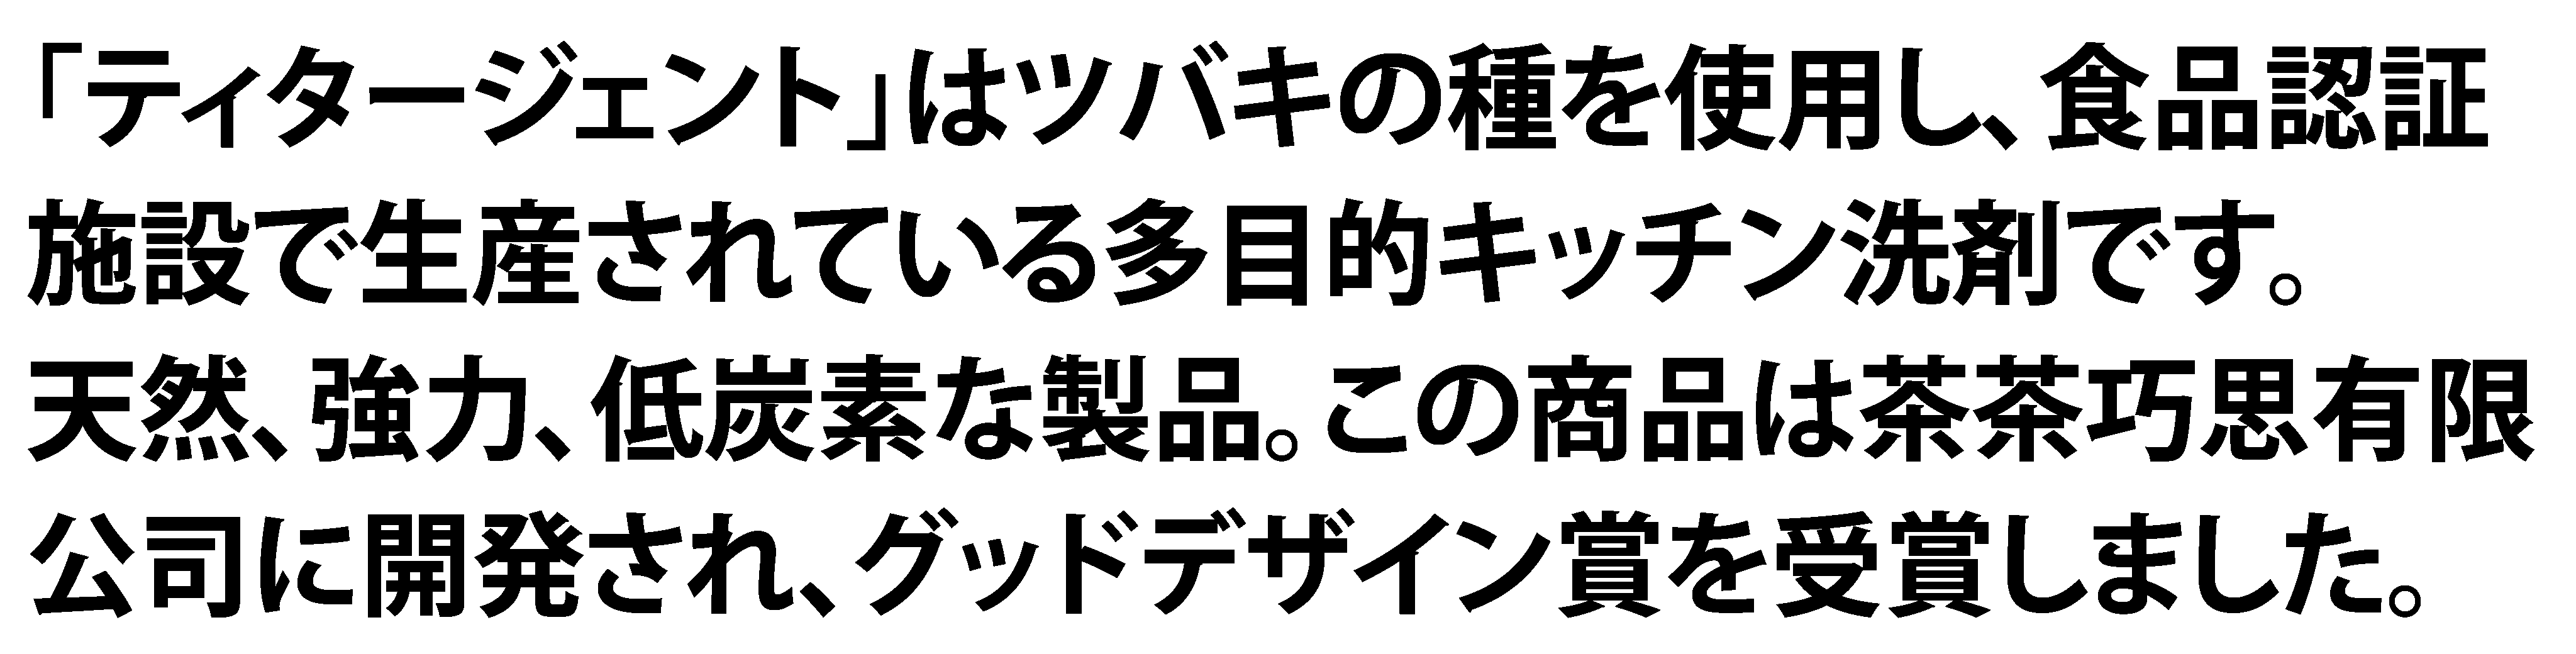 「ティタージェント」はツバキの種を使用し、食品認証
施設で生産されている多目的キッチン洗剤です。
天然、強力、低炭素な製品。この商品は茶茶巧思有限
公司に開発され、グッドデザイン賞を受賞しました。